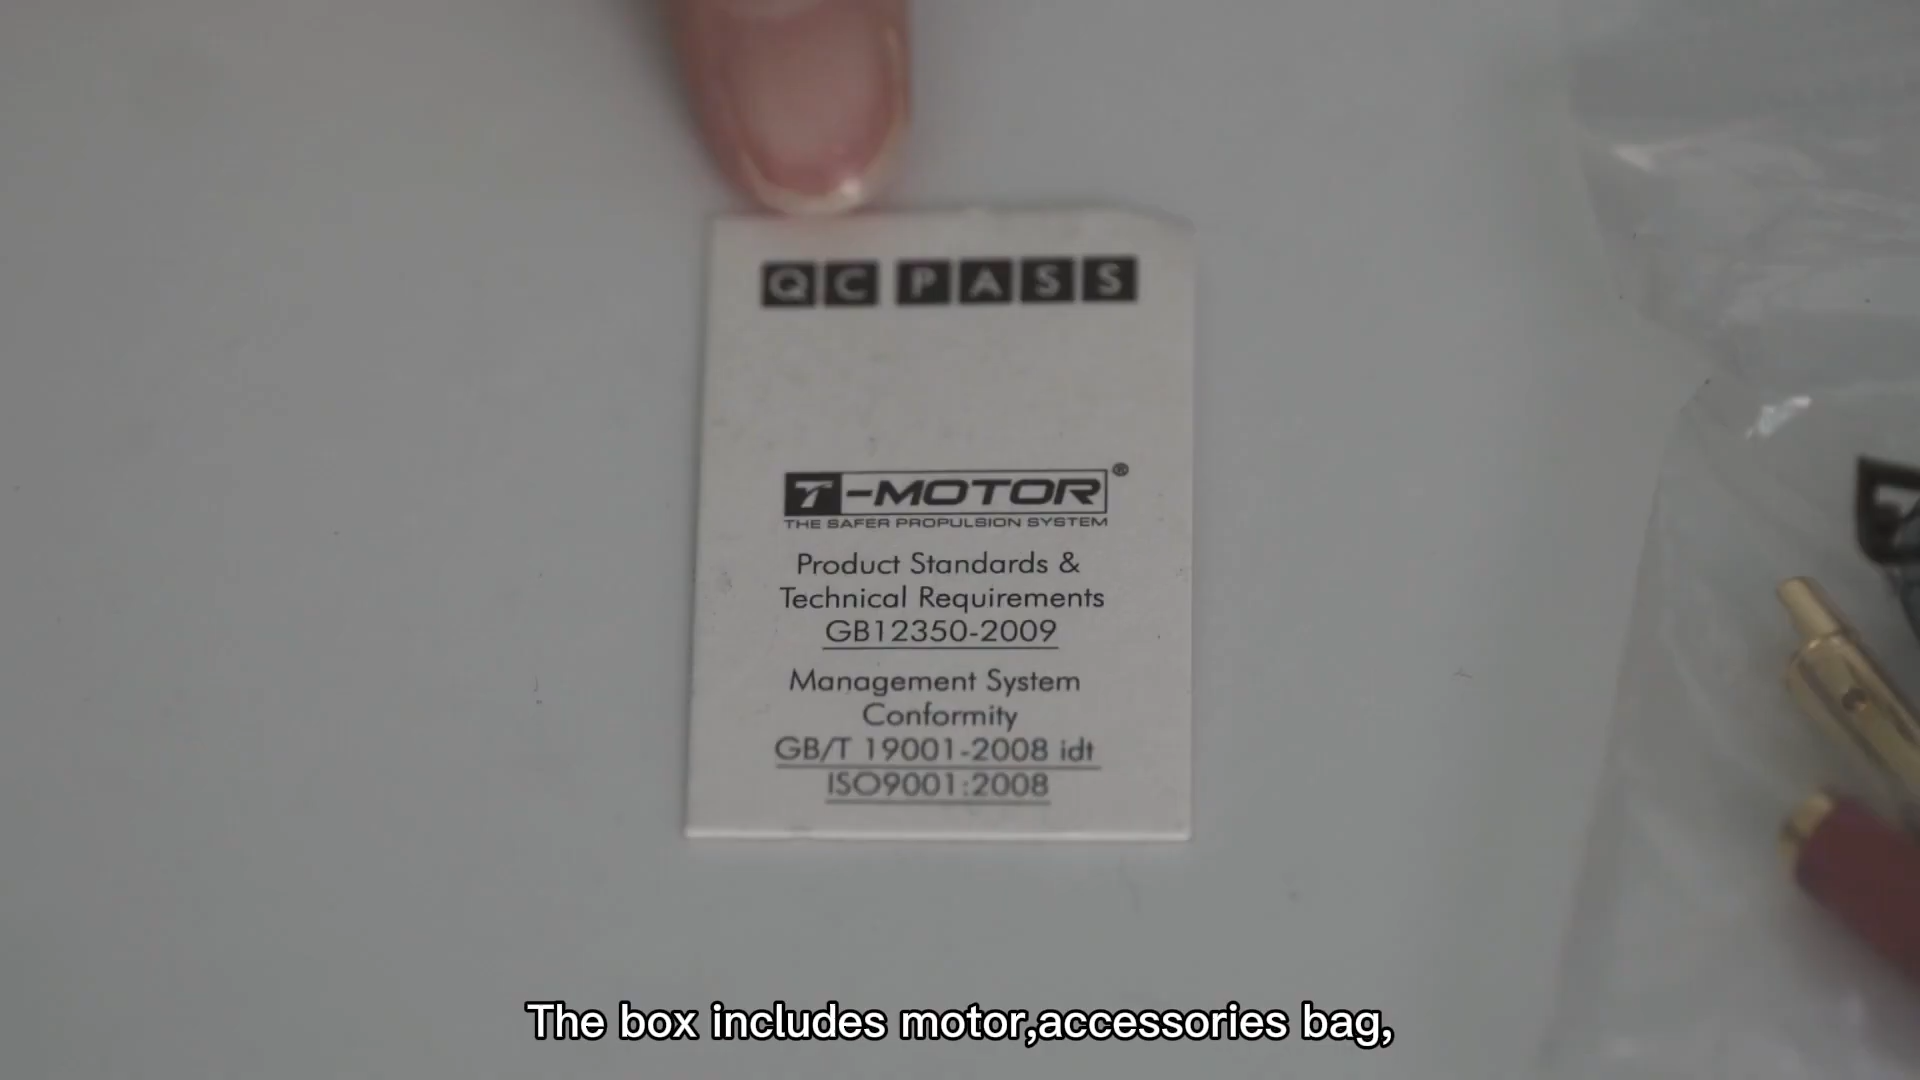 QC PASS
T-MOTOR®
THE SAFER PROPULSION SYSTEM
Product Standards &
Technical Requirements
GB12350-2009
Management System
Conformity
GB/T 19001-2008 idt
ISO9001:2008
The box includes motor,accessories bag,